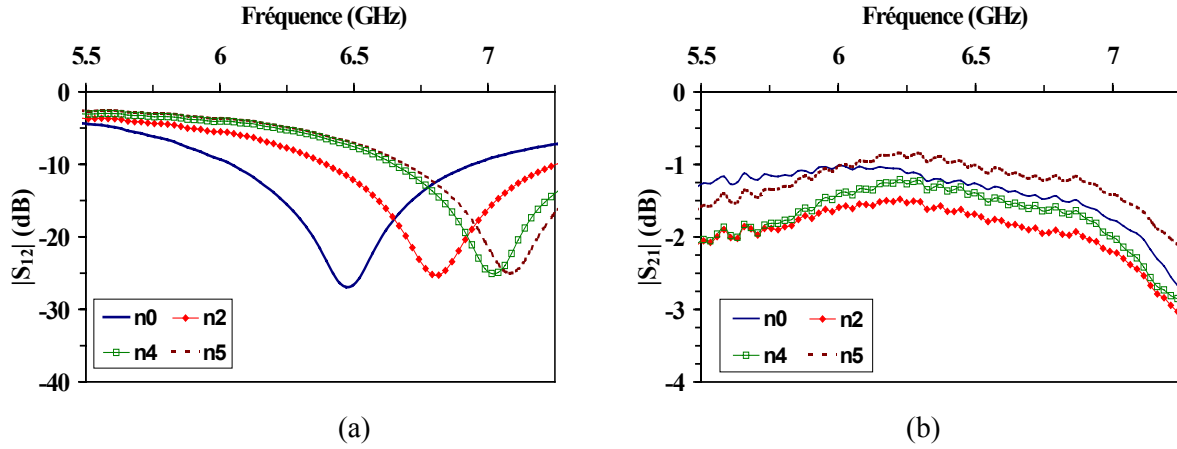 Fréquence (GHz)
5.5 6 6.5 7
0
-10
-20
-30
-40
|S12| (dB)
n0 n2
n4 n5
(a)
Fréquence (GHz)
5.5 6 6.5 7
0
-1
-2
-3
-4
|S21| (dB)
n0 n2
n4 n5
(b)